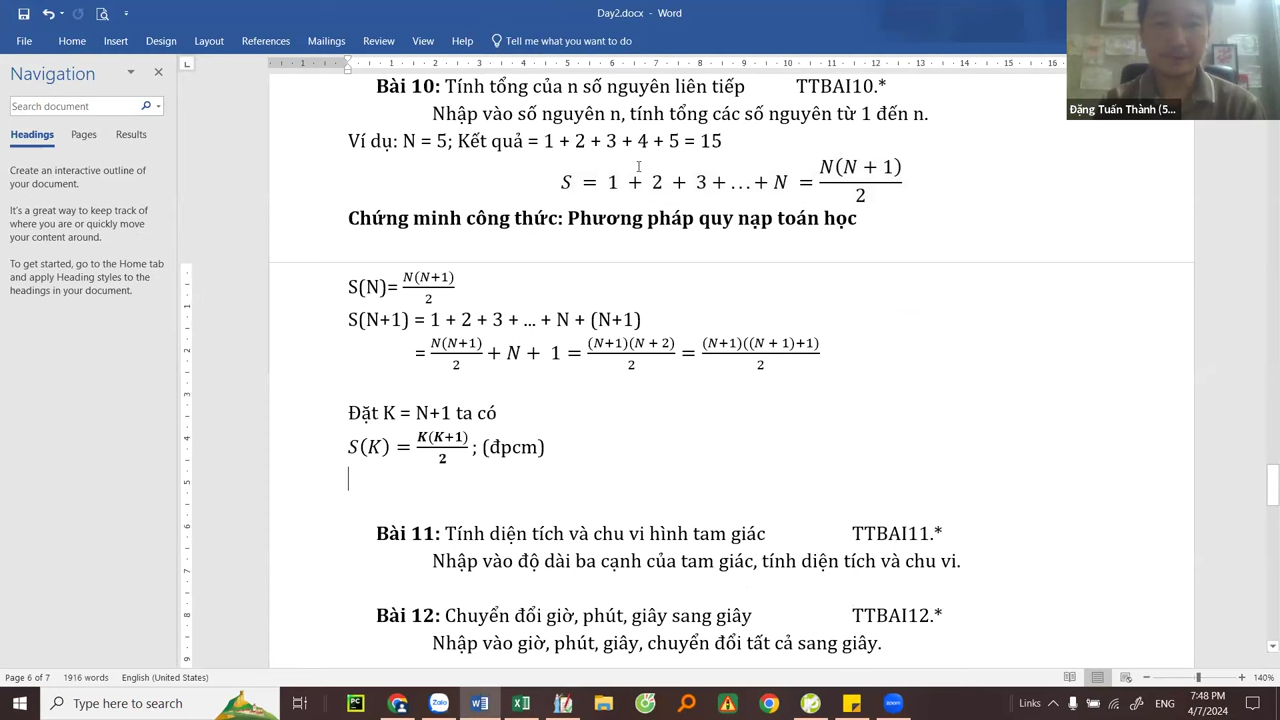 Day2.docx - Word
File Home Insert Design Layout References Mailings Review View Help Tell me what you want to do
Navigation
Search document
Headings Pages Results
Create an interactive outline of
your document.
It's a great way to keep track of
where you are or quickly move
your content around.
To get started, go to the Home tab
and apply Heading styles to the
headings in your document.
Đặng Tuấn Thành (5...
Bài 10: Tính tổng của n số nguyên liên tiếp TTBAI10.*
Nhập vào số nguyên n, tính tổng các số nguyên từ 1 đến n.
Ví dụ: N = 5; Kết quả = 1 + 2 + 3 + 4 + 5 = 15
S = 1 + 2 + 3 + ... + N = N(N + 1)/2
Chứng minh công thức: Phương pháp quy nạp toán học
S(N)= N(N+1)/2
S(N+1) = 1 + 2 + 3 + ... + N + (N+1)
= N(N+1)/2 + N + 1 = (N+1)(N + 2)/2 = (N+1)((N + 1)+1)/2
Đặt K = N+1 ta có
S(K) = K(K+1)/2 ; (đpcm)
Bài 11: Tính diện tích và chu vi hình tam giác TTBAI11.*
Nhập vào độ dài ba cạnh của tam giác, tính diện tích và chu vi.
Bài 12: Chuyển đổi giờ, phút, giây sang giây TTBAI12.*
Nhập vào giờ, phút, giây, chuyển đổi tất cả sang giây.
Page 6 of 7 1916 words English (United States) 140%
Type here to search
Links ENG
7:48 PM
4/7/2024